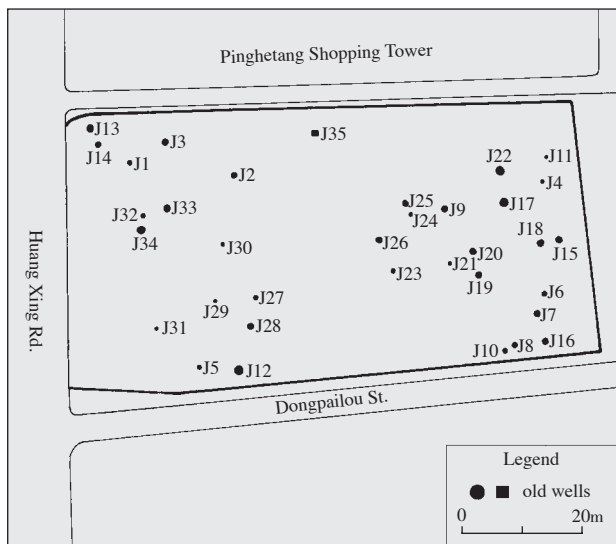 Pinghetang Shopping Tower
J13
J3
J35
J14
J1
J22
J11
J2
J4
J33
J25
J9
J17
J32
J24
J34
J18
J30
J26
J20
J15
J21
J23
J19
J27
J6
J29
J28
J7
J31
J16
J8
J10
J5
J12
Huang Xing Rd.
Dongpailou St.
Legend
old wells
0 20m